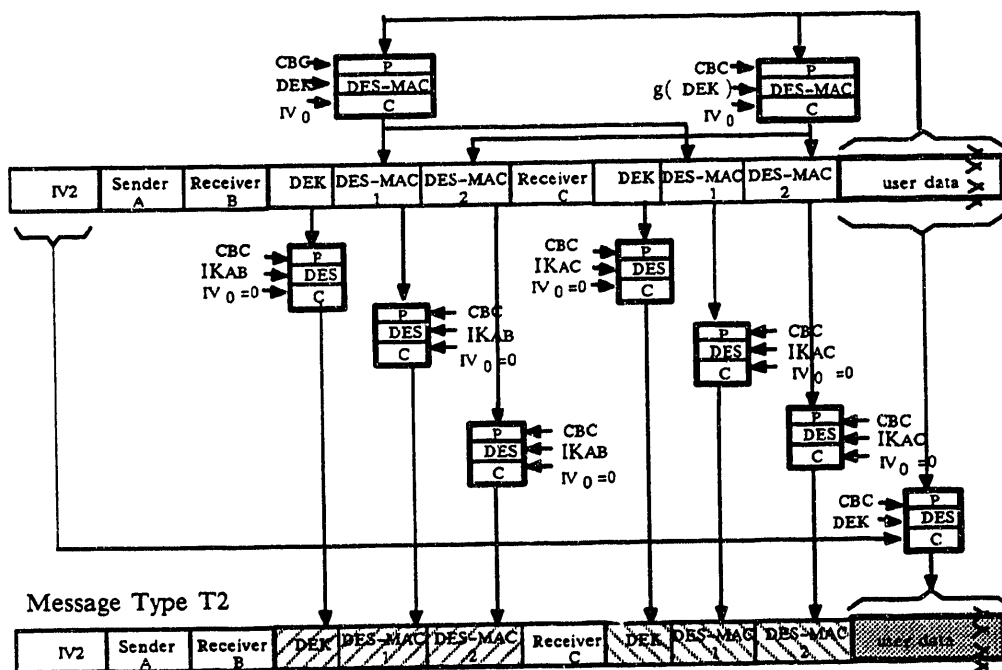 CBG P CBC P
DEK DES-MAC g( DEK ) DES-MAC
IV 0 C IV 0 C
IV2 Sender A Receiver B DEK DES-MAC 1 DES-MAC 2 Receiver C DEK DES-MAC 1 DES-MAC 2 user data
CBC P CBC P
IKAB DES IKAC DES
IV 0 =0 C IV 0 =0 C
P CBC P CBC
DES IKAB DES IKAC
C IV 0 =0 C IV 0 =0
P CBC P CBC
DES IKAB DES IKAC
C IV 0 =0 C IV 0 =0
CBC P
DEK DES
C
Message Type T2
IV2 Sender A Receiver B DEK DES-MAC 1 DES-MAC 2 Receiver C DEK DES-MAC 1 DES-MAC 2 user data